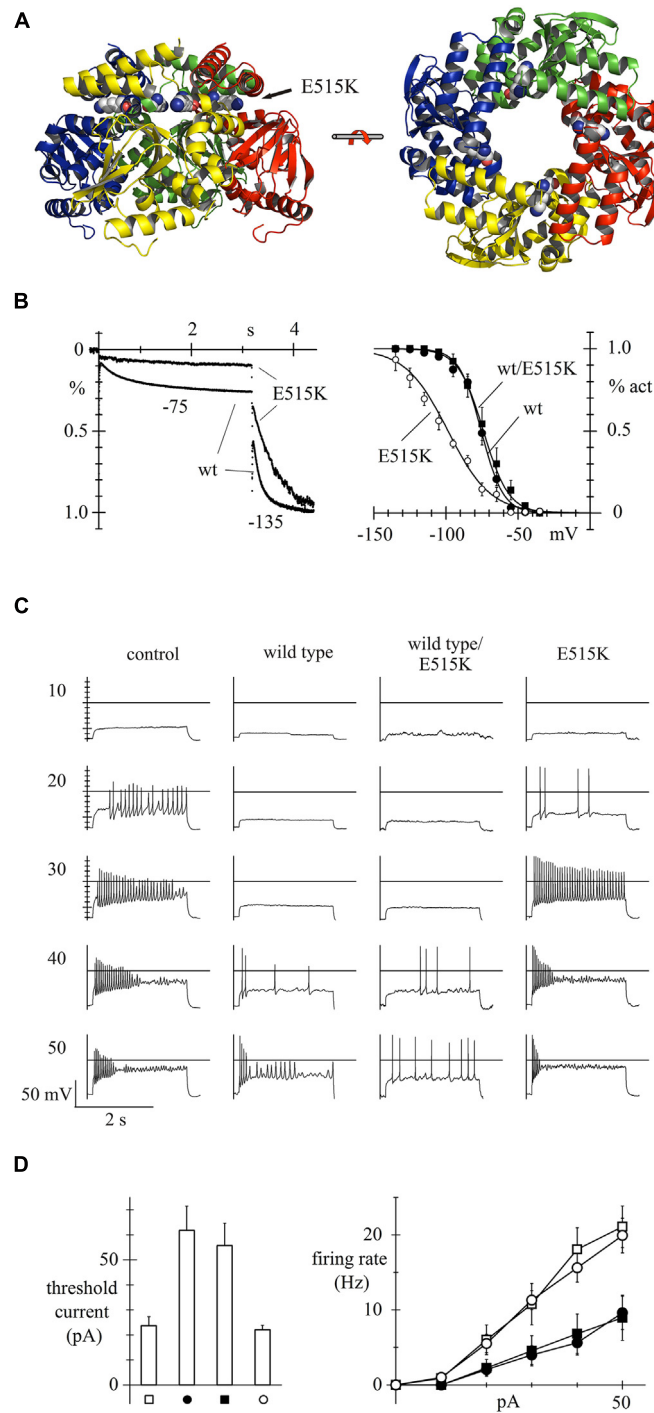 A
E515K
B
2 s 4
0
%
E515K
-75
0.5
wt
1.0
-135
1.0
wt/E515K
% act
wt
0.5
E515K
0
-150 -100 -50 mV
C
control wild type wild type/ E515K E515K
10
20
30
40
50
50 mV
2 s
D
50
threshold
current
(pA)
0
20
firing rate
(Hz)
10
0
pA 50